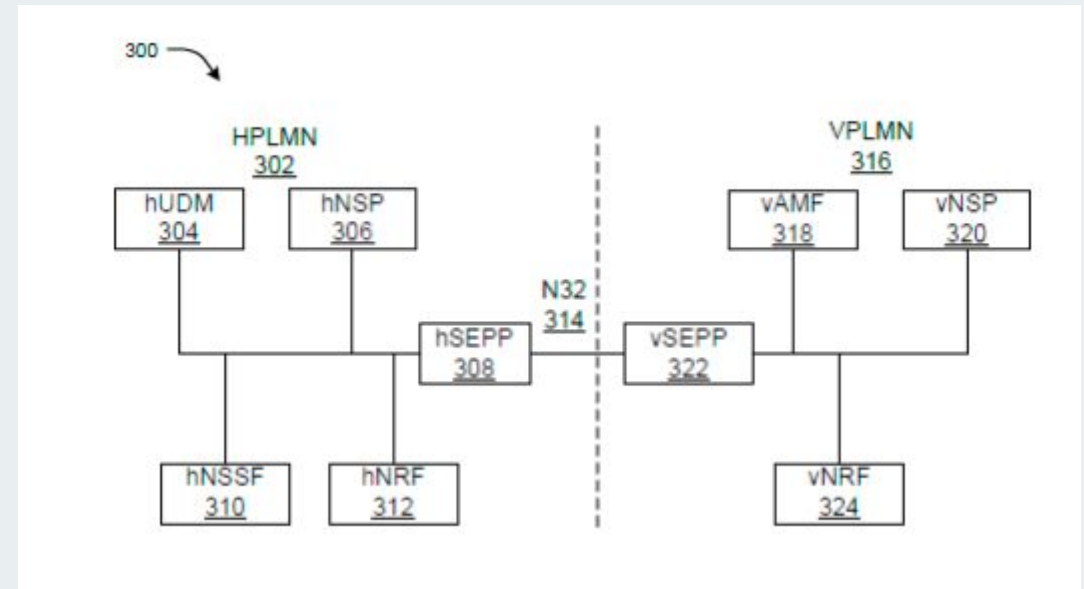 300
HPLMN
302
VPLMN
316
hUDM
304
hNSP
306
vAMF
318
vNSP
320
N32
314
hSEPP
308
vSEPP
322
hNSSF
310
hNRF
312
vNRF
324